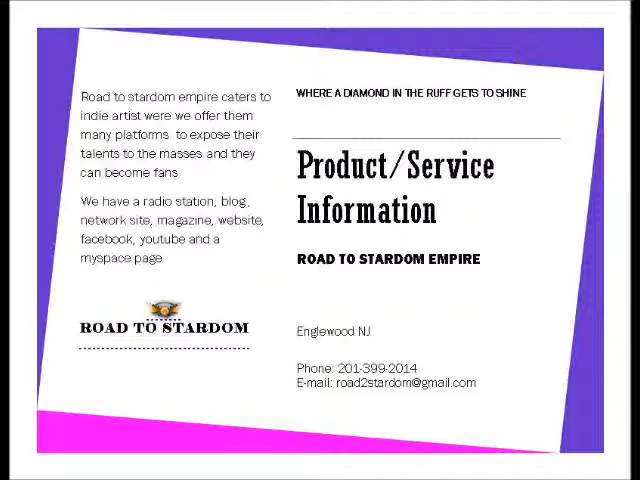 Road to stardom empire caters to
indie artist were we offer them
many platforms to expose their
talents to the masses and they
can become fans
We have a radio station, blog,
network site, magazine, website,
facebook, youtube and a
myspace page
ROAD TO STARDOM
WHERE A DIAMOND IN THE RUFF GETS TO SHINE
Product/Service
Information
ROAD TO STARDOM EMPIRE
Englewood NJ
Phone: 201-399-2014
E-mail: road2stardom@gmail.com